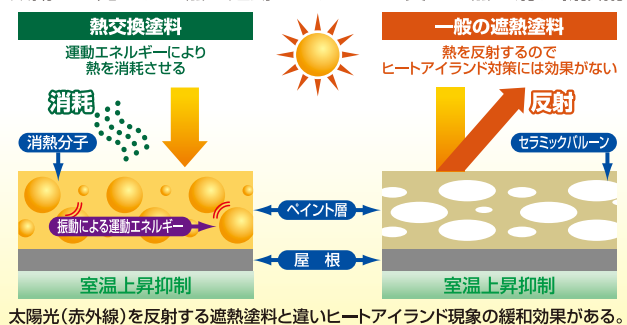 熱交換塗料
運動エネルギーにより
熱を消耗させる
消耗
消熱分子
振動による運動エネルギー
室温上昇抑制
ペイント層
屋根
一般の遮熱塗料
熱を反射するので
ヒートアイランド対策には効果がない
反射
セラミックバルーン
室温上昇抑制
太陽光(赤外線)を反射する遮熱塗料と違いヒートアイランド現象の緩和効果がある。